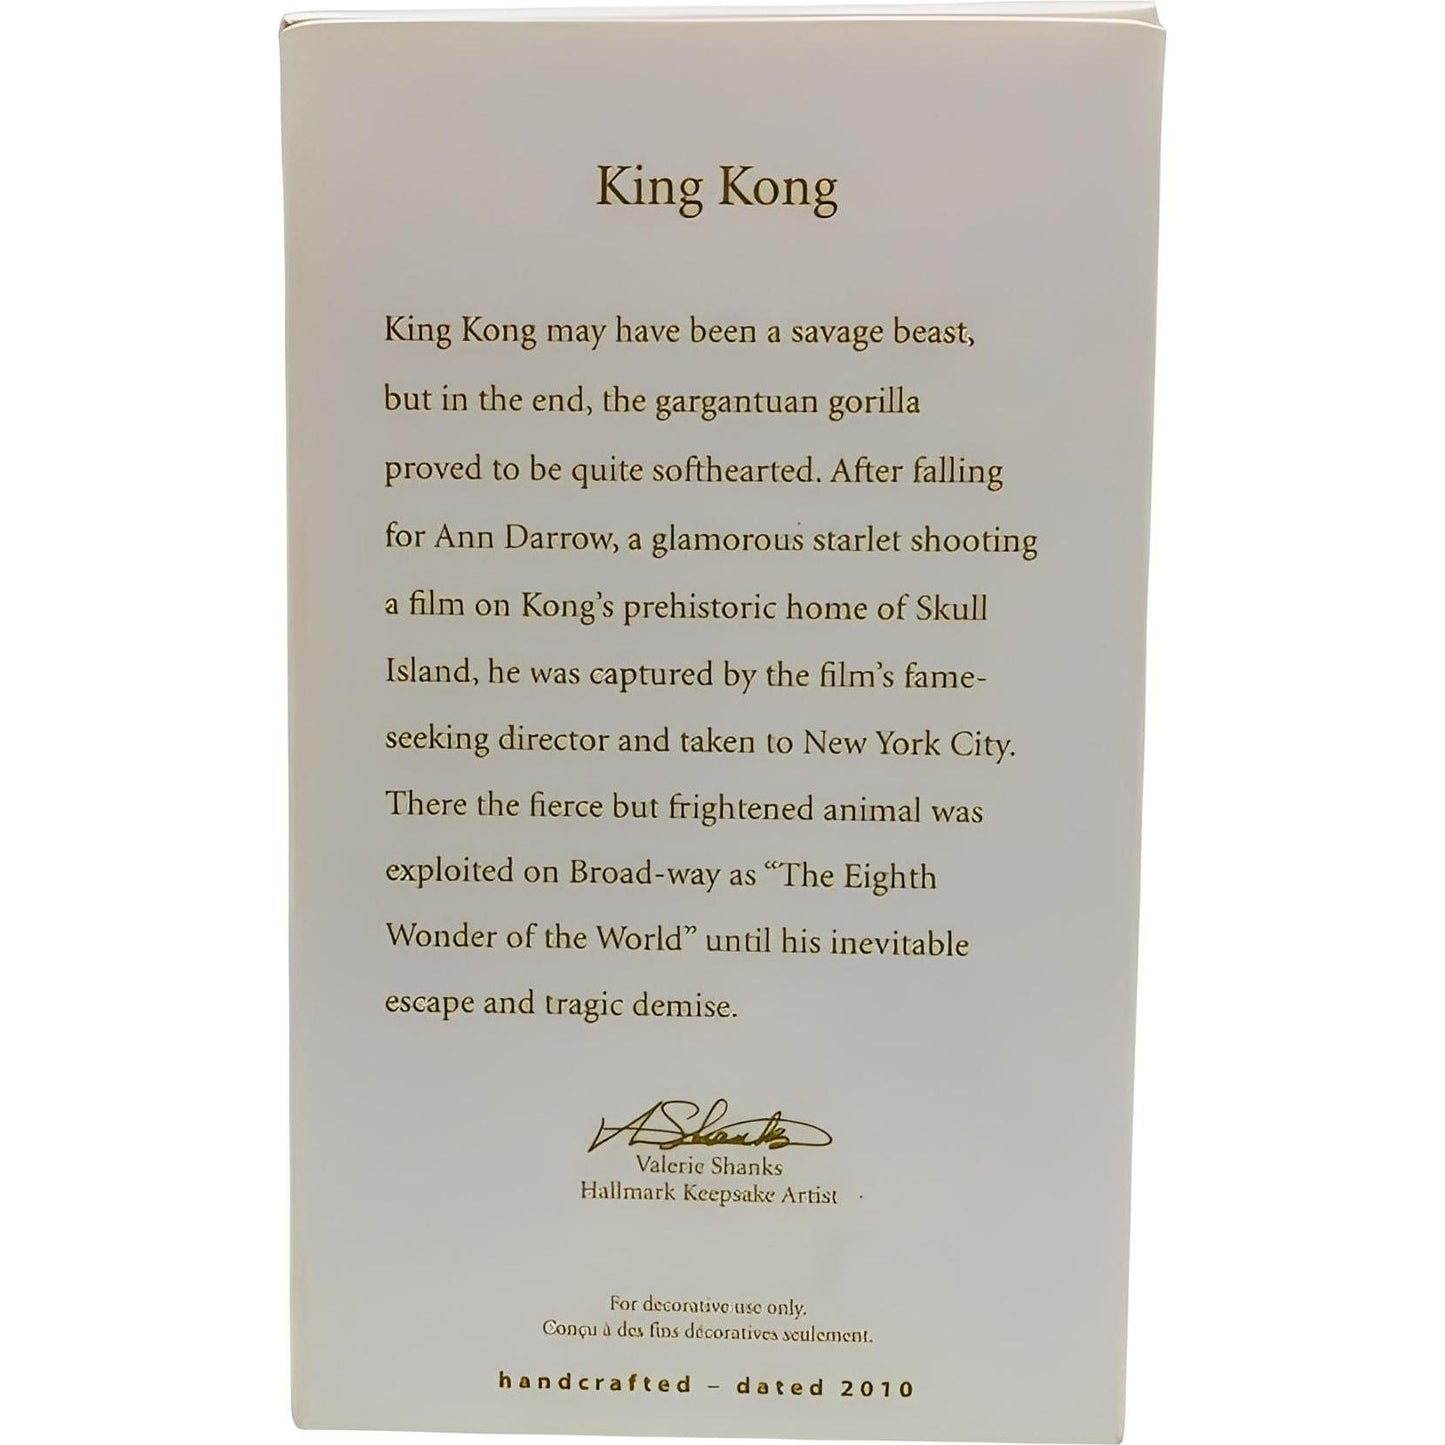 King Kong
King Kong may have been a savage beast,
but in the end, the gargantuan gorilla
proved to be quite softhearted. After falling
for Ann Darrow, a glamorous starlet shooting
a film on Kong's prehistoric home of Skull
Island, he was captured by the film's fame-
seeking director and taken to New York City.
There the fierce but frightened animal was
exploited on Broad-way as “The Eighth
Wonder of the World” until his inevitable
escape and tragic demise.
VA Shanks
Valerie Shanks
Hallmark Keepsake Artist
For decorative use only.
Conçu à des fins décoratives seulement.
handcrafted – dated 2010